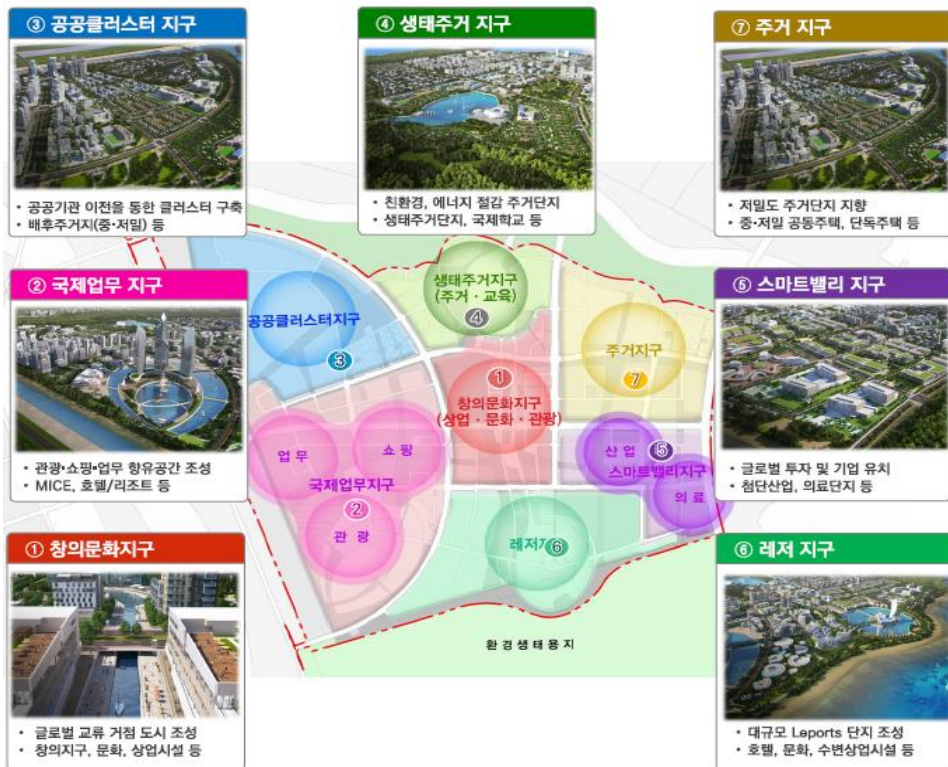 ③ 공공클러스터 지구
• 공공기관 이전을 통한 클러스터 구축
• 배후주거지(중·저밀) 등
④ 생태주거 지구
• 친환경, 에너지 절감 주거단지
• 생태주거단지, 국제학교 등
⑦ 주거 지구
• 저밀도 주거단지 지향
• 중·저밀 공동주택, 단독주택 등
② 국제업무 지구
• 관광·쇼핑·업무 향유공간 조성
• MICE, 호텔/리조트 등
생태주거지구
(주거 · 교육)
④
공공클러스터지구
③
주거지구
⑦
①
창의문화지구
(상업 · 문화 · 관광)
업 무
쇼 핑
국제업무지구
②
관 광
산 업
⑤
스마트밸리지구
의 료
레저
⑥
환 경 생 태 용 지
⑤ 스마트밸리 지구
• 글로벌 투자 및 기업 유치
• 첨단산업, 의료단지 등
① 창의문화지구
• 글로벌 교류 거점 도시 조성
• 창의지구, 문화, 상업시설 등
⑥ 레저 지구
• 대규모 Leports 단지 조성
• 호텔, 문화, 수변상업시설 등